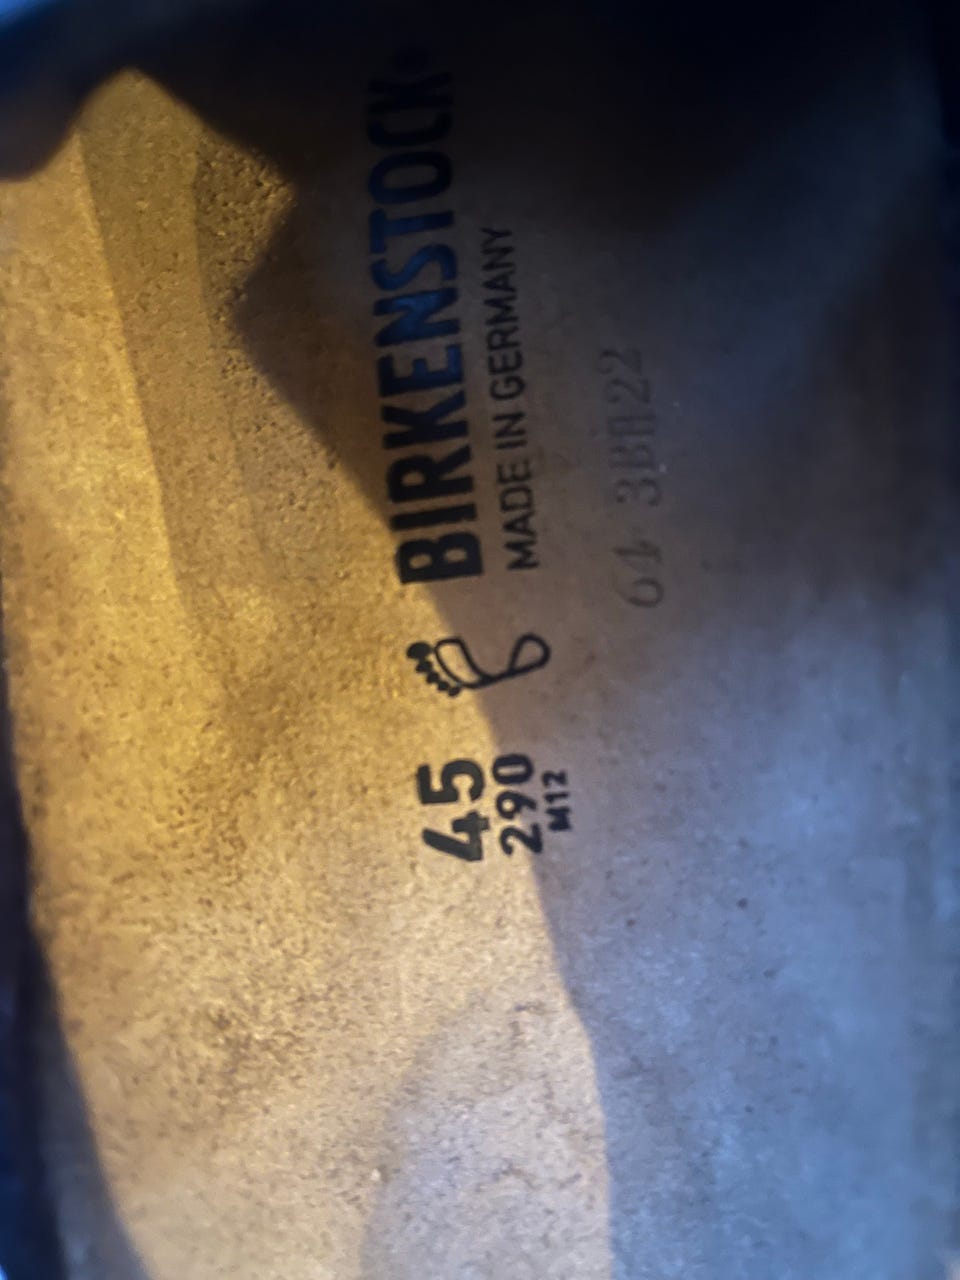 BIRKENSTOCK®
MADE IN GERMANY
45
290
M12